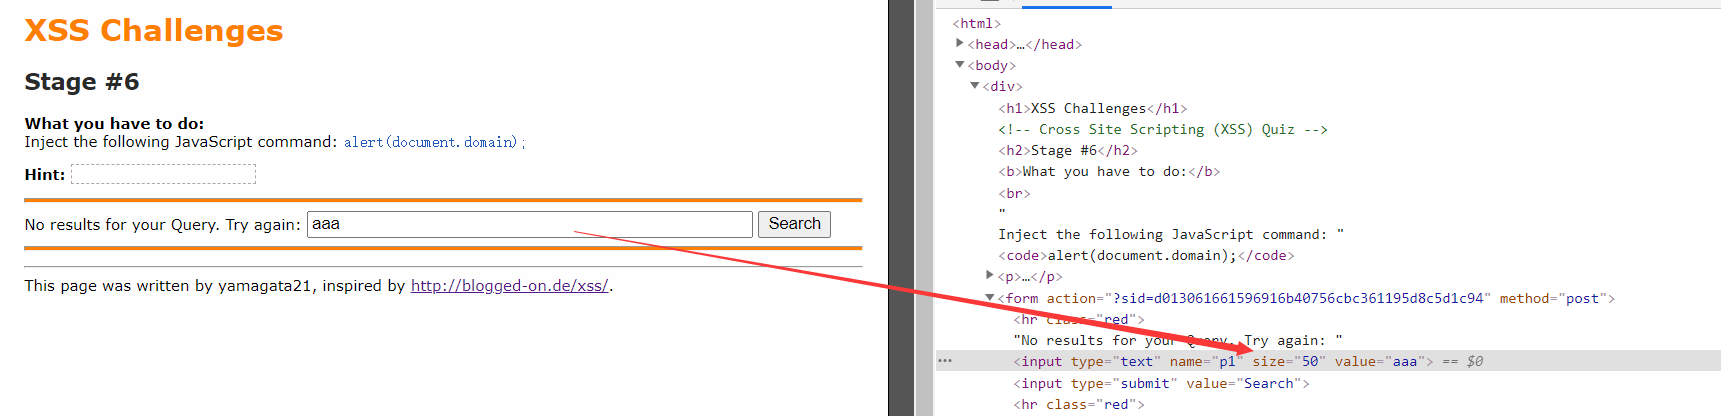 XSS Challenges
Stage #6
What you have to do:
Inject the following JavaScript command: alert(document.domain);
Hint:
No results for your Query. Try again: aaa Search
This page was written by yamagata21, inspired by http://blogged-on.de/xss/.
<html>
▶<head>…</head>
▼<body>
▼<div>
<h1>XSS Challenges</h1>
<!-- Cross Site Scripting (XSS) Quiz -->
<h2>Stage #6</h2>
<b>What you have to do:</b>
<br>
"
Inject the following JavaScript command: "
<code>alert(document.domain);</code>
▶<p>…</p>
▼<form action="?sid=d013061661596916b40756cbc361195d8c5d1c94" method="post">
<hr class="red">
"No results for your Query. Try again: "
… <input type="text" name="p1" size="50" value="aaa"> == $0
<input type="submit" value="Search">
<hr class="red">